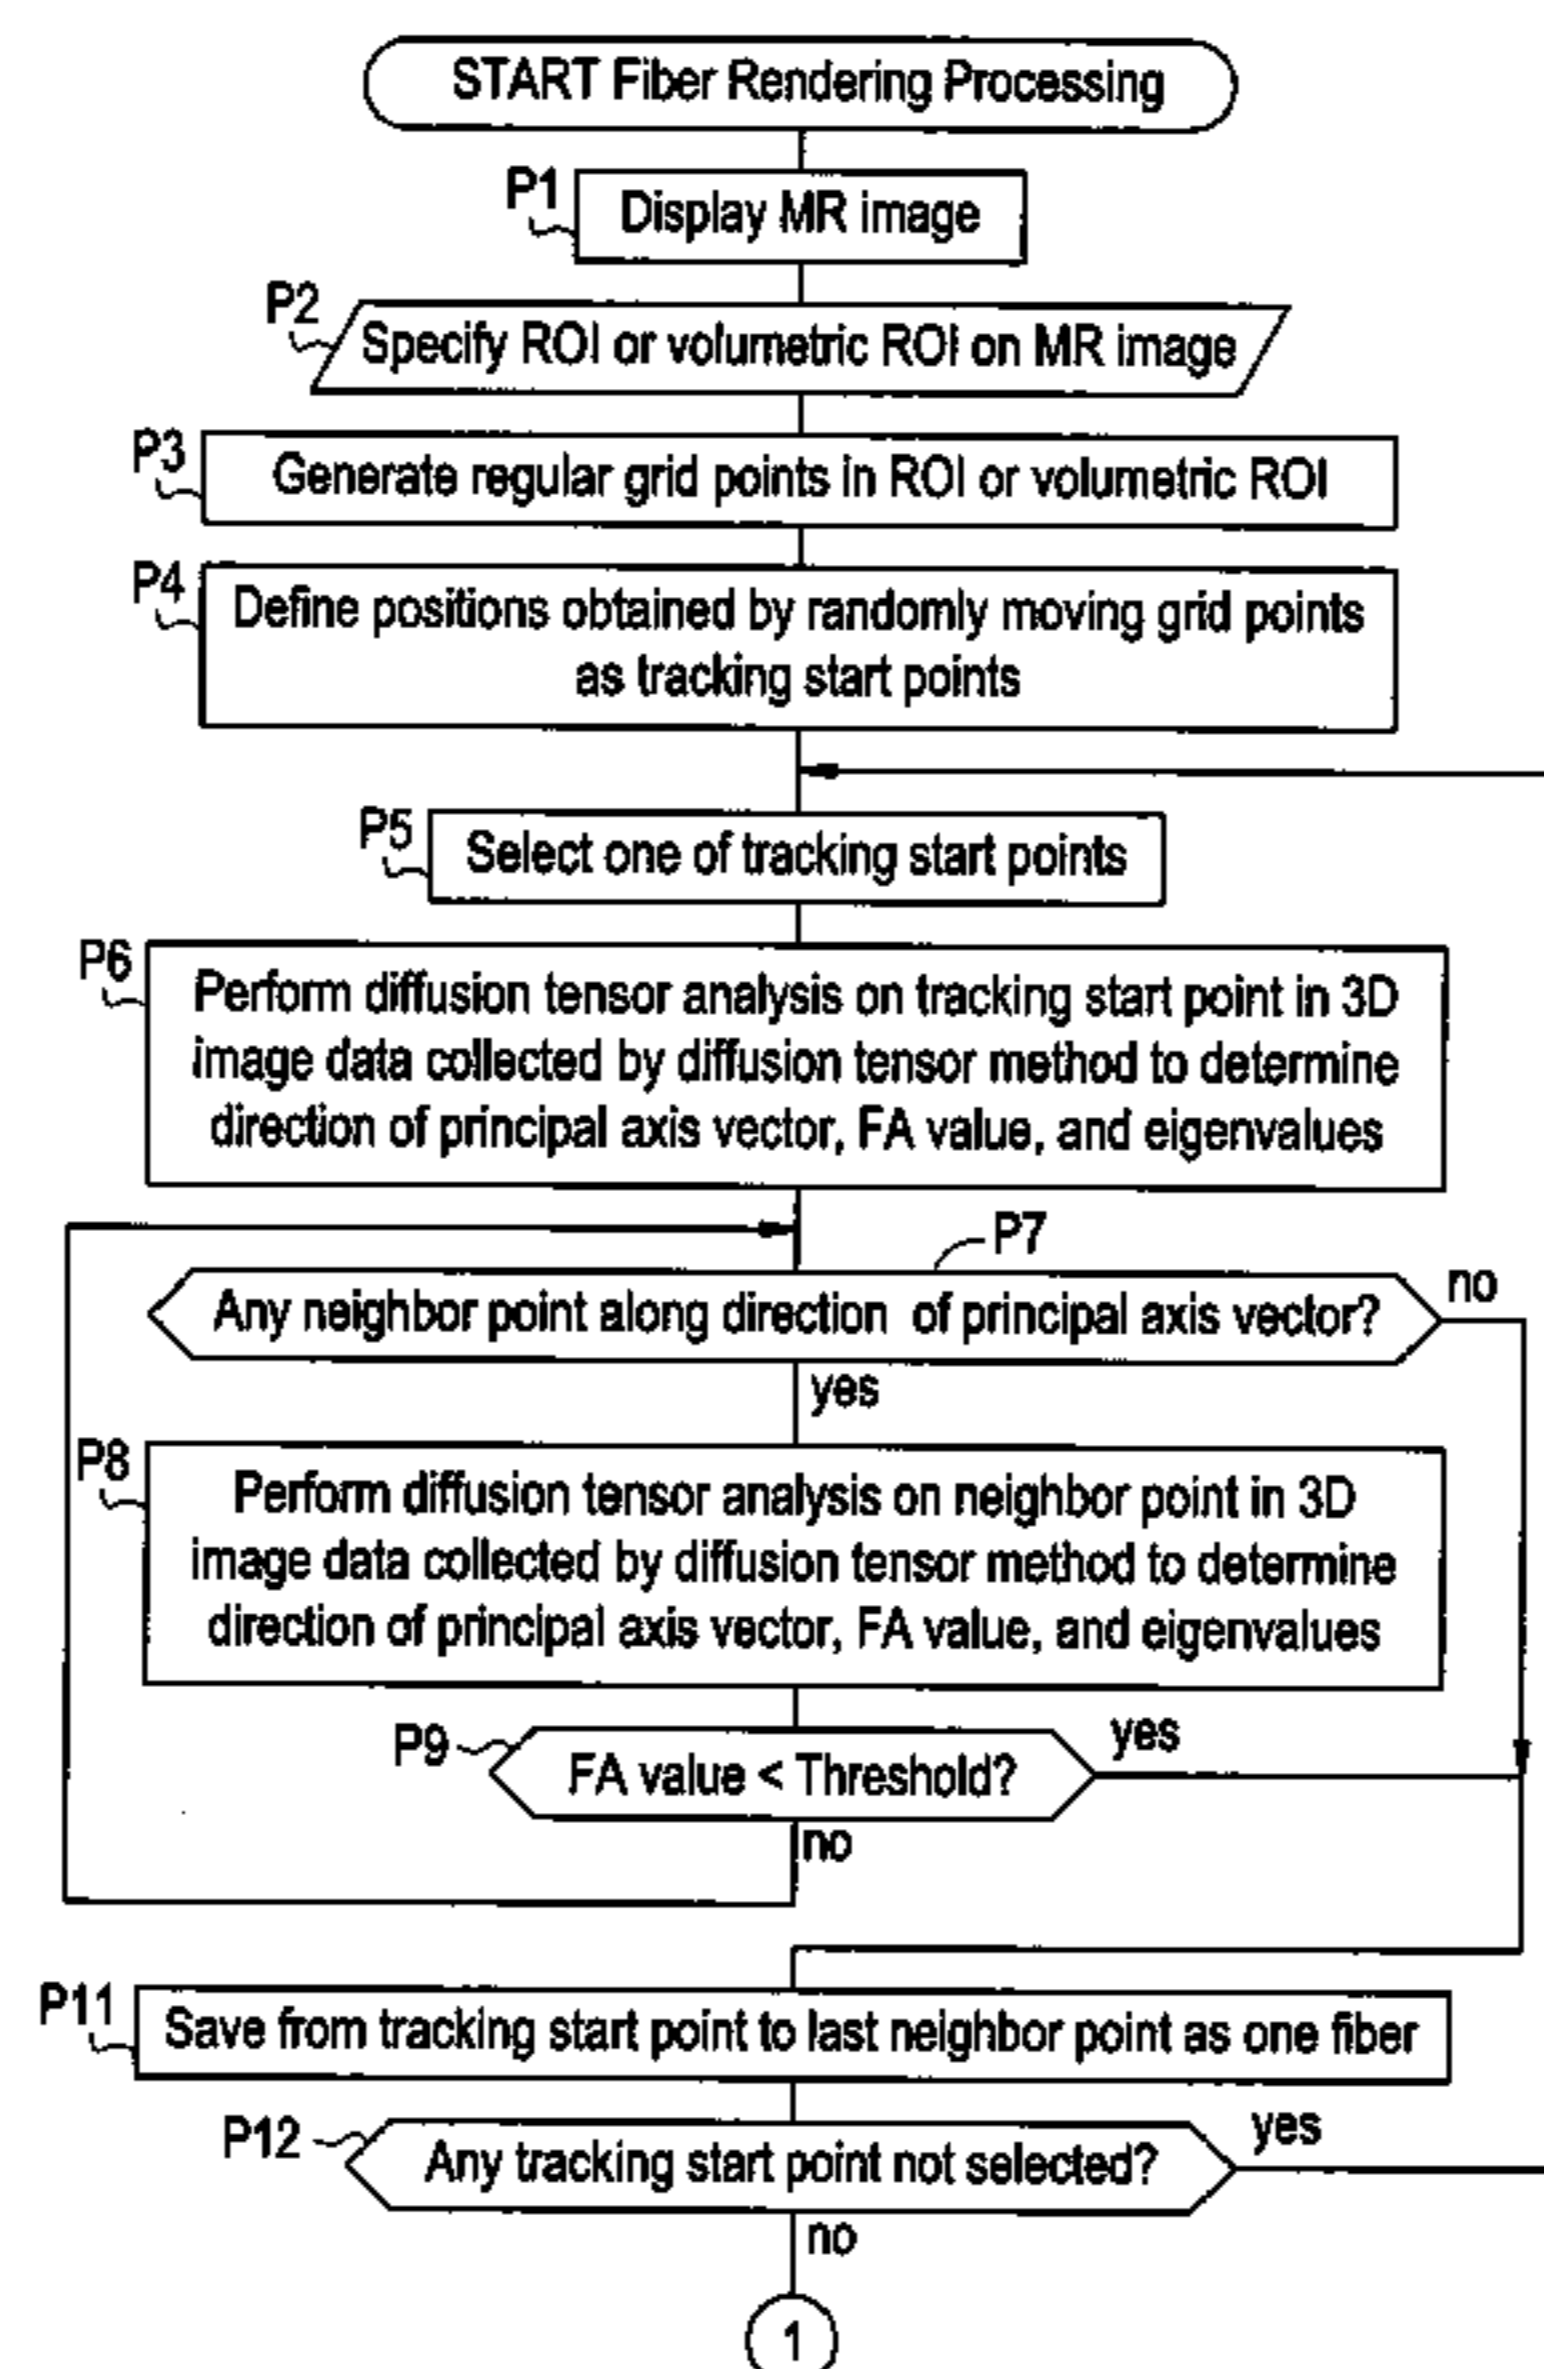 START Fiber Rendering Processing
P1
Display MR image
P2
Specify ROI or volumetric ROI on MR image
P3
Generate regular grid points in ROI or volumetric ROI
P4
Define positions obtained by randomly moving grid points
as tracking start points
P5
Select one of tracking start points
P6
Perform diffusion tensor analysis on tracking start point in 3D
image data collected by diffusion tensor method to determine
direction of principal axis vector, FA value, and eigenvalues
P7
Any neighbor point along direction of principal axis vector?
no
yes
P8
Perform diffusion tensor analysis on neighbor point in 3D
image data collected by diffusion tensor method to determine
direction of principal axis vector, FA value, and eigenvalues
P9
FA value < Threshold?
yes
no
P11
Save from tracking start point to last neighbor point as one fiber
P12
Any tracking start point not selected?
yes
no
1